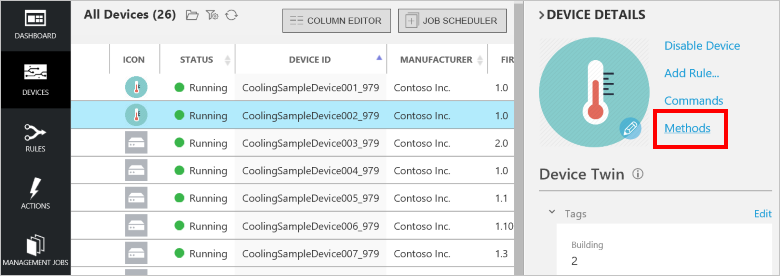 DASHBOARD
DEVICES
RULES
ACTIONS
MANAGEMENT JOBS
All Devices (26)
COLUMN EDITOR
JOB SCHEDULER
ICON STATUS DEVICE ID MANUFACTURER FIR
Running CoolingSampleDevice001_979 Contoso Inc. 1.0
Running CoolingSampleDevice002_979 Contoso Inc. 1.0
Running CoolingSampleDevice003_979 Contoso Inc. 2.0
Running CoolingSampleDevice004_979 Contoso Inc. 1.0
Running CoolingSampleDevice005_979 Contoso Inc. 1.1
Running CoolingSampleDevice006_979 Contoso Inc. 1.10
Running CoolingSampleDevice007_979 Contoso Inc. 1.3
DEVICE DETAILS
Disable Device
Add Rule...
Commands
Methods
Device Twin
Tags Edit
Building
2